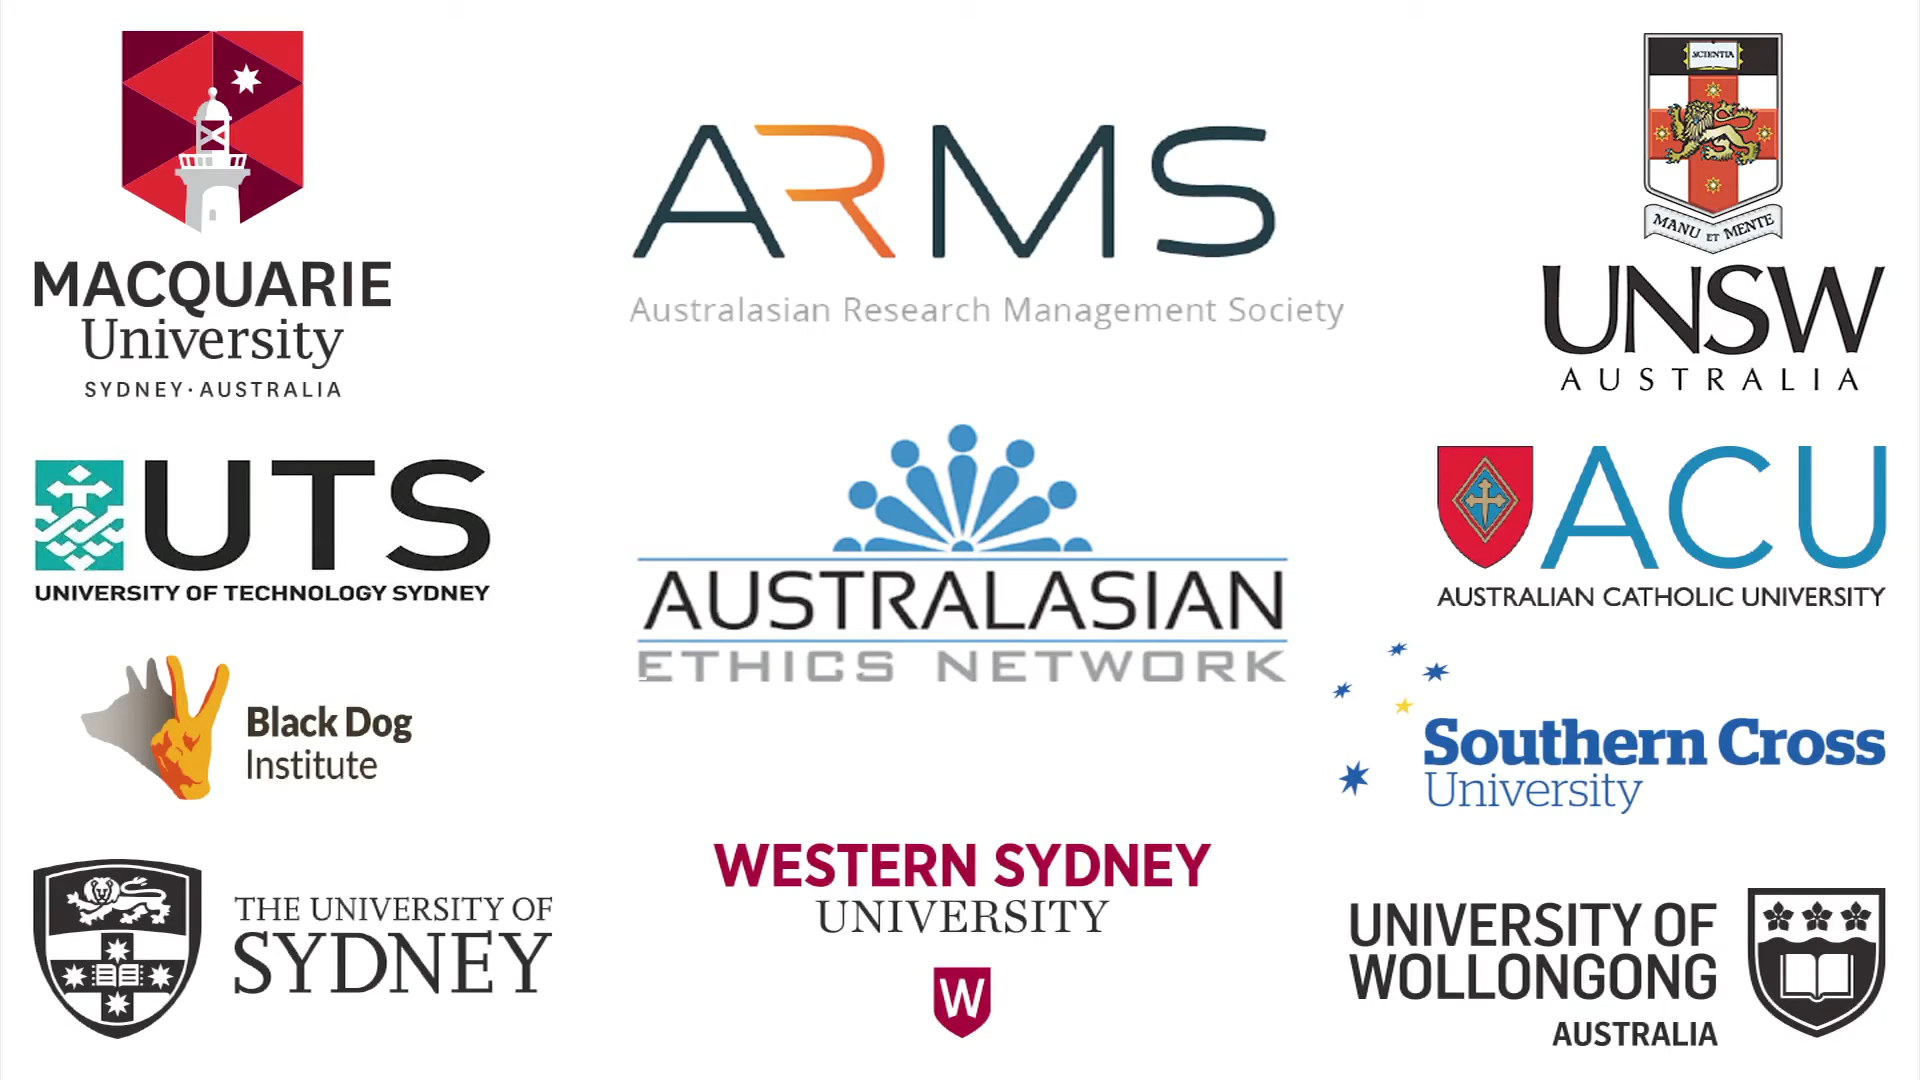 MACQUARIE
University
SYDNEY·AUSTRALIA
ARMS
Australasian Research Management Society
SCIENTIA
MANU ET MENTE
UNSW
AUSTRALIA
UTS
UNIVERSITY OF TECHNOLOGY SYDNEY
AUSTRALASIAN
ETHICS NETWORK
ACU
AUSTRALIAN CATHOLIC UNIVERSITY
Black Dog
Institute
Southern Cross
University
THE UNIVERSITY OF
SYDNEY
WESTERN SYDNEY
UNIVERSITY
W
UNIVERSITY OF
WOLLONGONG
AUSTRALIA